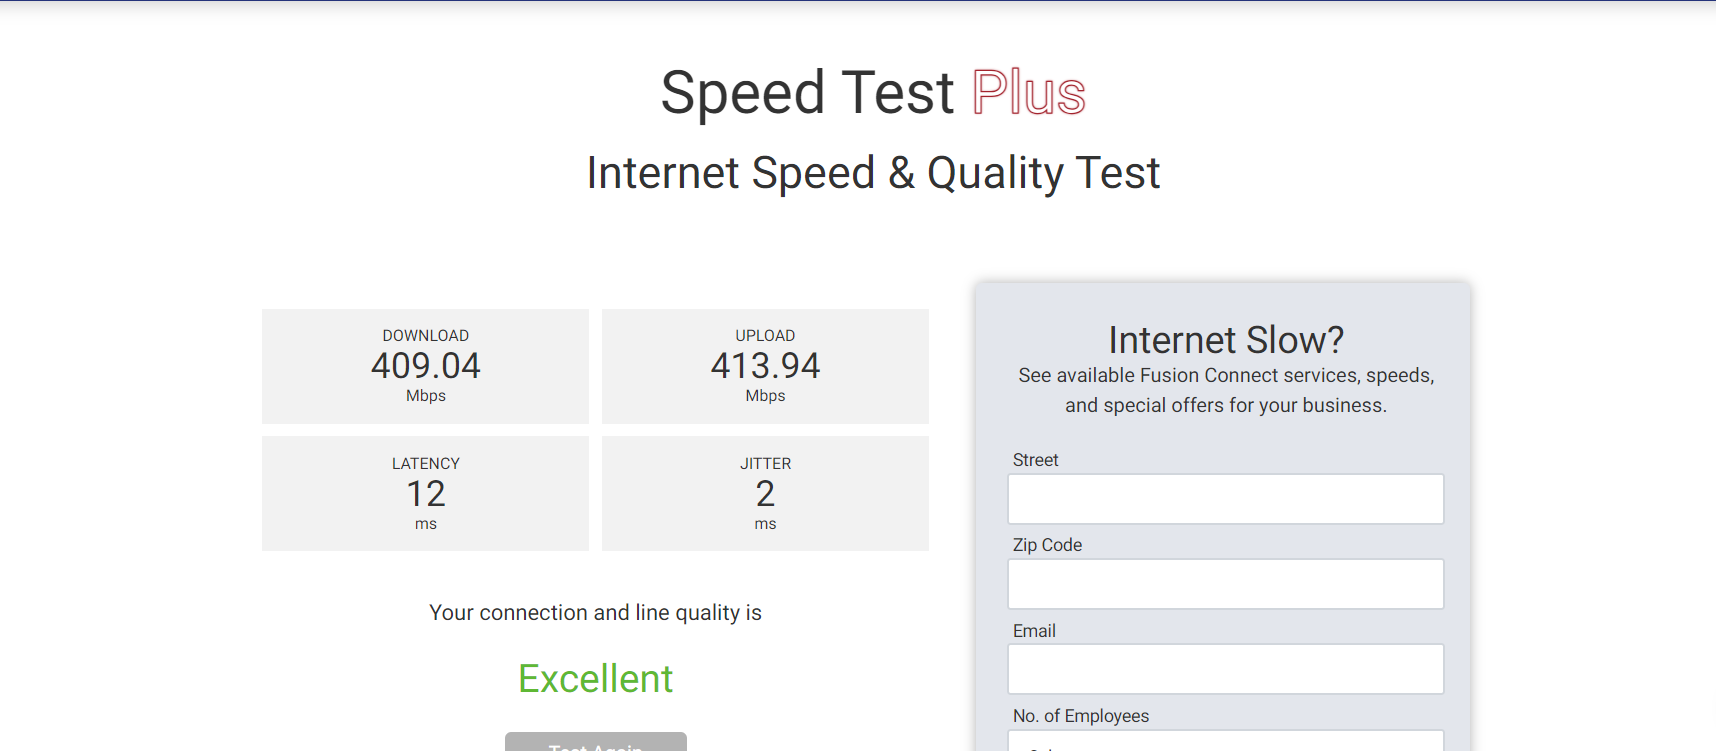 Speed Test Plus
Internet Speed & Quality Test
DOWNLOAD
409.04
Mbps
UPLOAD
413.94
Mbps
LATENCY
12
ms
JITTER
2
ms
Your connection and line quality is
Excellent
Test Again
Internet Slow?
See available Fusion Connect services, speeds,
and special offers for your business.
Street
Zip Code
Email
No. of Employees